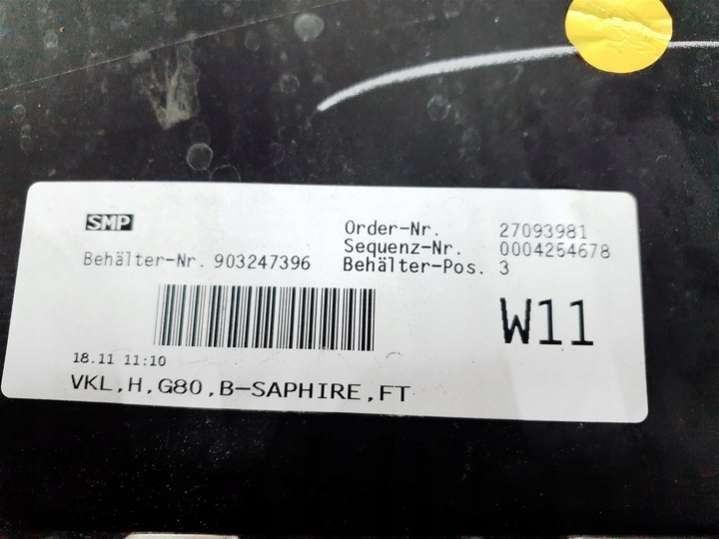 SMP
Order-Nr. 27093981
Sequenz-Nr. 0004254678
Behälter-Nr. 903247396 Behälter-Pos. 3
W11
18.11 11:10
VKL,H,G80,B-SAPHIRE,FT